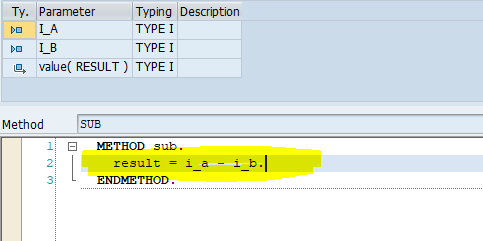 Ty. Parameter Typing Description
I_A TYPE I
I_B TYPE I
value( RESULT ) TYPE I
Method SUB
1 METHOD sub.
2 result = i_a - i_b.
3 ENDMETHOD.